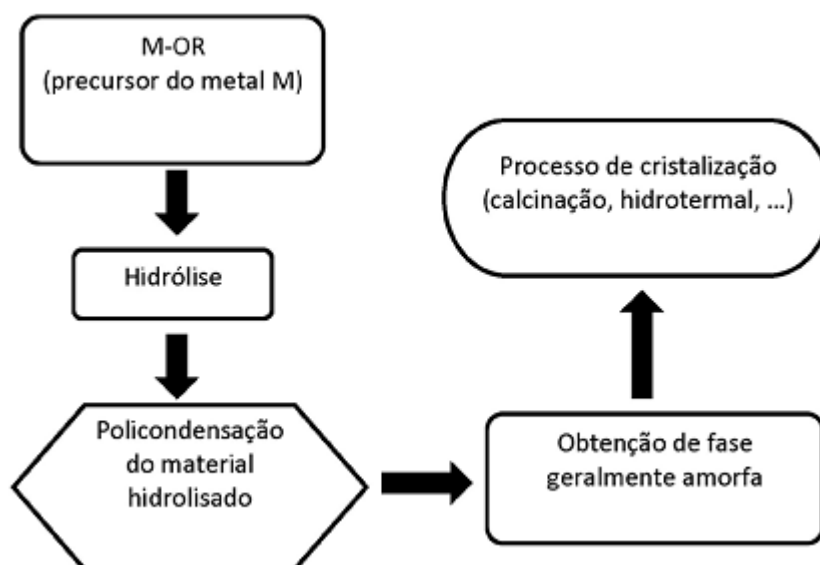 M-OR
(precursor do metal M)
Hidrólise
Policondensação
do material
hidrolisado
Obtenção de fase
geralmente amorfa
Processo de cristalização
(calcinação, hidrotermal, ...)